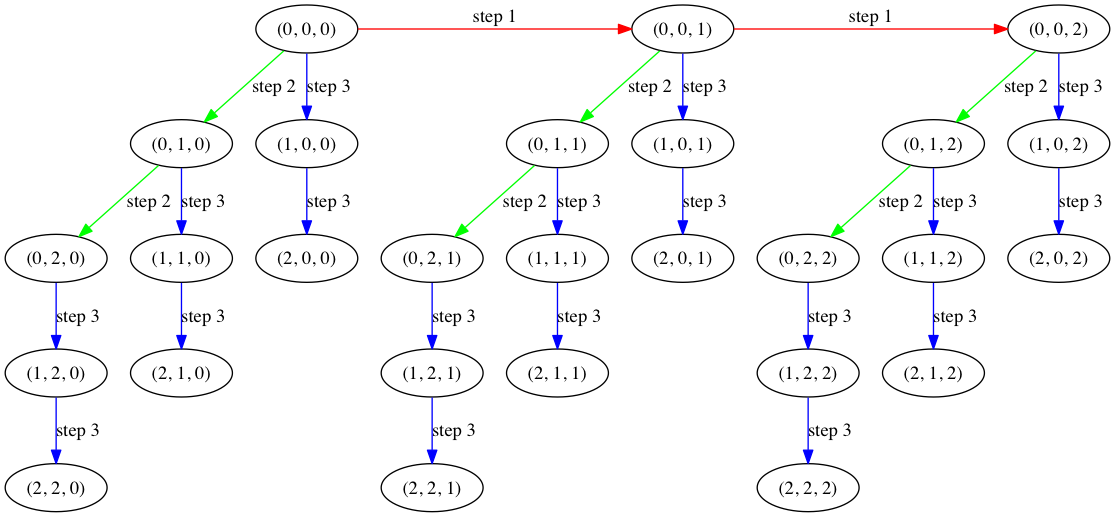 step 1 step 1
(0, 0, 0) (0, 0, 1) (0, 0, 2)
step 2 step 3 step 2 step 3 step 2 step 3
(0, 1, 0) (1, 0, 0) (0, 1, 1) (1, 0, 1) (0, 1, 2) (1, 0, 2)
step 2 step 3 step 3 step 2 step 3 step 3 step 2 step 3 step 3
(0, 2, 0) (1, 1, 0) (2, 0, 0) (0, 2, 1) (1, 1, 1) (2, 0, 1) (0, 2, 2) (1, 1, 2) (2, 0, 2)
step 3 step 3 step 3 step 3 step 3 step 3
(1, 2, 0) (2, 1, 0) (1, 2, 1) (2, 1, 1) (1, 2, 2) (2, 1, 2)
step 3 step 3 step 3
(2, 2, 0) (2, 2, 1) (2, 2, 2)